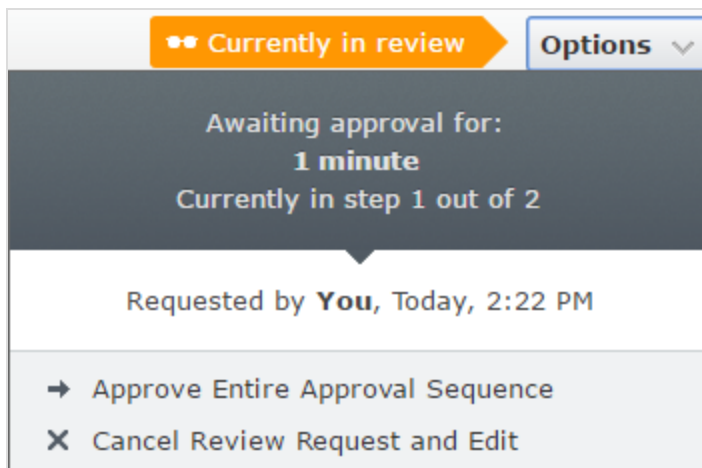 Currently in review
Options
Awaiting approval for:
1 minute
Currently in step 1 out of 2
Requested by You, Today, 2:22 PM
Approve Entire Approval Sequence
Cancel Review Request and Edit